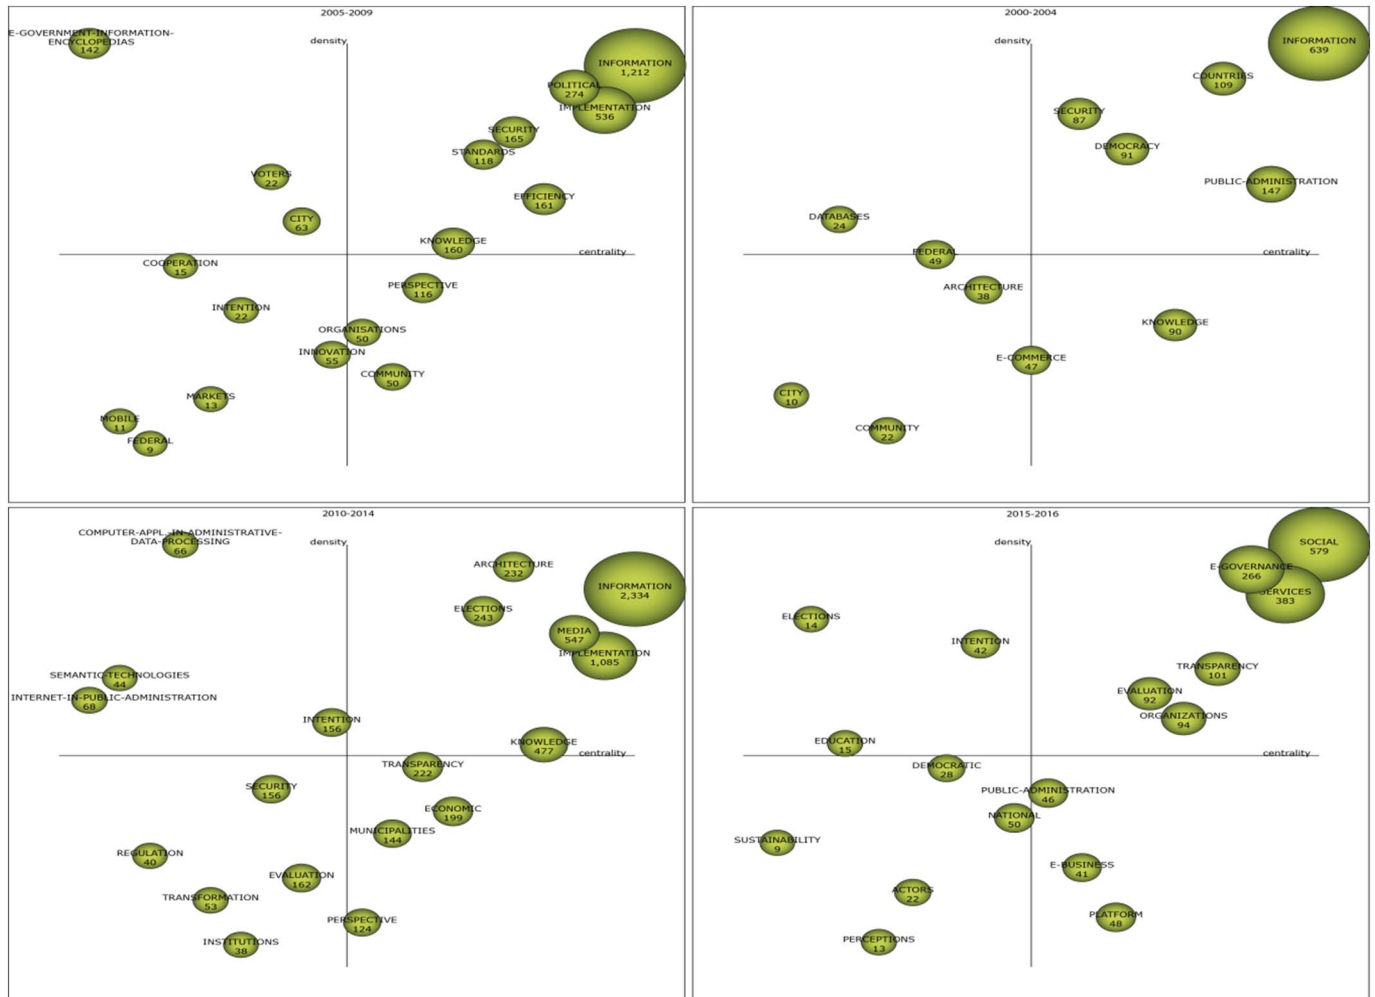 2005-2009
density
E-GOVERNMENT-INFORMATION-
ENCYCLOPEDIAS
142
INFORMATION
1,212
POLITICAL
274
IMPLEMENTATION
536
SECURITY
165
STANDARDS
118
VOTERS
22
EFFICIENCY
161
CITY
63
KNOWLEDGE
160
centrality
COOPERATION
15
PERSPECTIVE
116
INTENTION
22
ORGANISATIONS
50
INNOVATION
55
COMMUNITY
50
MARKETS
13
MOBILE
11
FEDERAL
9
2000-2004
density
INFORMATION
639
COUNTRIES
109
SECURITY
87
DEMOCRACY
91
PUBLIC-ADMINISTRATION
147
DATABASES
24
FEDERAL
49
centrality
ARCHITECTURE
38
KNOWLEDGE
90
E-COMMERCE
47
CITY
10
COMMUNITY
22
2010-2014
COMPUTER-APPL.-IN-ADMINISTRATIVE-
DATA-PROCESSING
66
density
ARCHITECTURE
232
INFORMATION
2,334
ELECTIONS
243
MEDIA
547
IMPLEMENTATION
1,085
SEMANTIC-TECHNOLOGIES
44
INTERNET-IN-PUBLIC-ADMINISTRATION
68
INTENTION
156
KNOWLEDGE
477
centrality
TRANSPARENCY
222
SECURITY
156
ECONOMIC
199
MUNICIPALITIES
144
REGULATION
40
EVALUATION
162
TRANSFORMATION
53
PERSPECTIVE
124
INSTITUTIONS
38
2015-2016
density
SOCIAL
579
E-GOVERNANCE
266
SERVICES
383
ELECTIONS
14
INTENTION
42
TRANSPARENCY
101
EVALUATION
92
ORGANIZATIONS
94
EDUCATION
15
centrality
DEMOCRATIC
28
PUBLIC-ADMINISTRATION
46
NATIONAL
50
SUSTAINABILITY
9
E-BUSINESS
41
ACTORS
22
PLATFORM
48
PERCEPTIONS
13